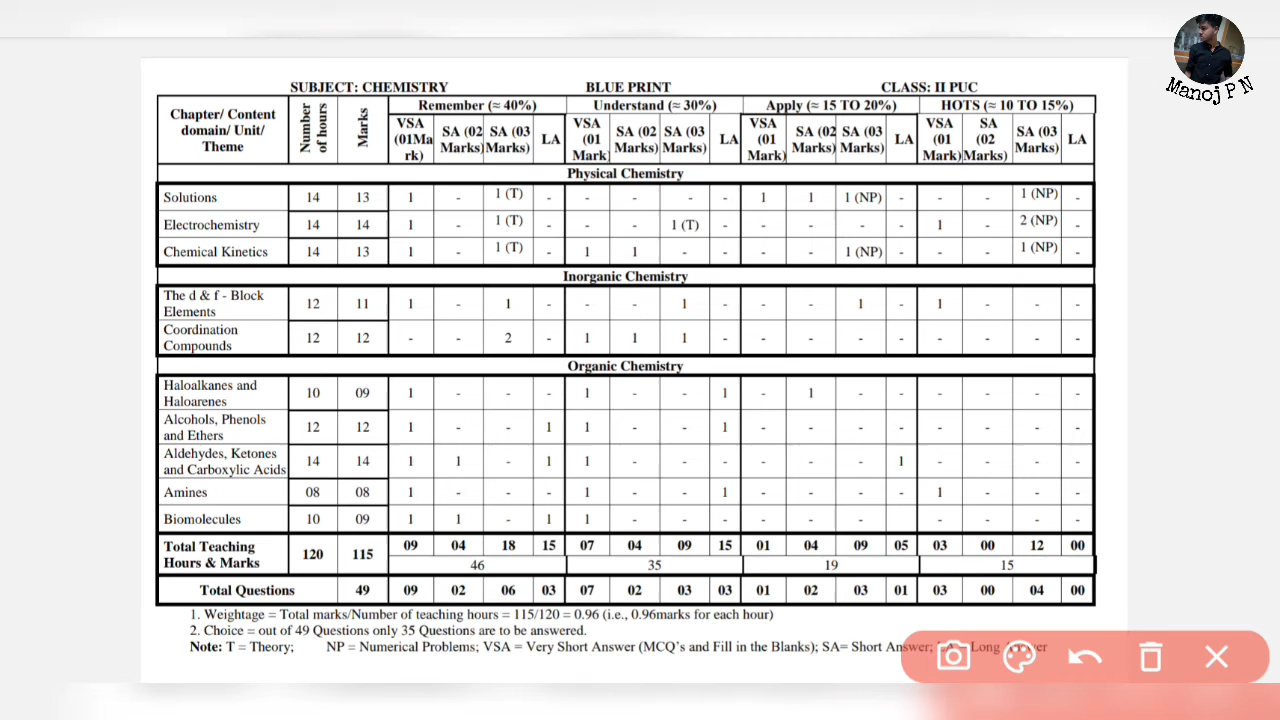 Manoj P N
SUBJECT: CHEMISTRY BLUE PRINT CLASS: II PUC
Chapter/ Content domain/ Unit/ Theme Number of hours Marks Remember (≈ 40%) Understand (≈ 30%) Apply (≈ 15 TO 20%) HOTS (≈ 10 TO 15%)
VSA (01Ma rk) SA (02 Marks) SA (03 Marks) LA VSA (01 Mark) SA (02 Marks) SA (03 Marks) LA VSA (01 Mark) SA (02 Marks) SA (03 Marks) LA VSA (01 Mark) SA (02 Marks) SA (03 Marks) LA
Physical Chemistry
Solutions 14 13 1 - 1 (T) - - - - - 1 1 1 (NP) - - - 1 (NP) -
Electrochemistry 14 14 1 - 1 (T) - - - 1 (T) - - - - - 1 - 2 (NP) -
Chemical Kinetics 14 13 1 - 1 (T) - 1 1 - - - - 1 (NP) - - - 1 (NP) -
Inorganic Chemistry
The d & f - Block Elements 12 11 1 - 1 - - - 1 - - - 1 - 1 - - -
Coordination Compounds 12 12 - - 2 - 1 1 1 - - - - - - - - -
Organic Chemistry
Haloalkanes and Haloarenes 10 09 1 - - - 1 - - 1 - 1 - - - - - -
Alcohols, Phenols and Ethers 12 12 1 - - 1 1 - - 1 - - - - - - - -
Aldehydes, Ketones and Carboxylic Acids 14 14 1 1 - 1 1 - - - - - - 1 - - - -
Amines 08 08 1 - - - 1 - - 1 - - - - 1 - - -
Biomolecules 10 09 1 1 - 1 1 - - - - - - - - - - -
Total Teaching Hours & Marks 120 115 09 04 18 15 07 04 09 15 01 04 09 05 03 00 12 00
46 35 19 15
Total Questions 49 09 02 06 03 07 02 03 03 01 02 03 01 03 00 04 00
1. Weightage = Total marks/Number of teaching hours = 115/120 = 0.96 (i.e., 0.96marks for each hour)
2. Choice = out of 49 Questions only 35 Questions are to be answered.
Note: T = Theory; NP = Numerical Problems; VSA = Very Short Answer (MCQ's and Fill in the Blanks); SA= Short Answer; LA = Long Answer